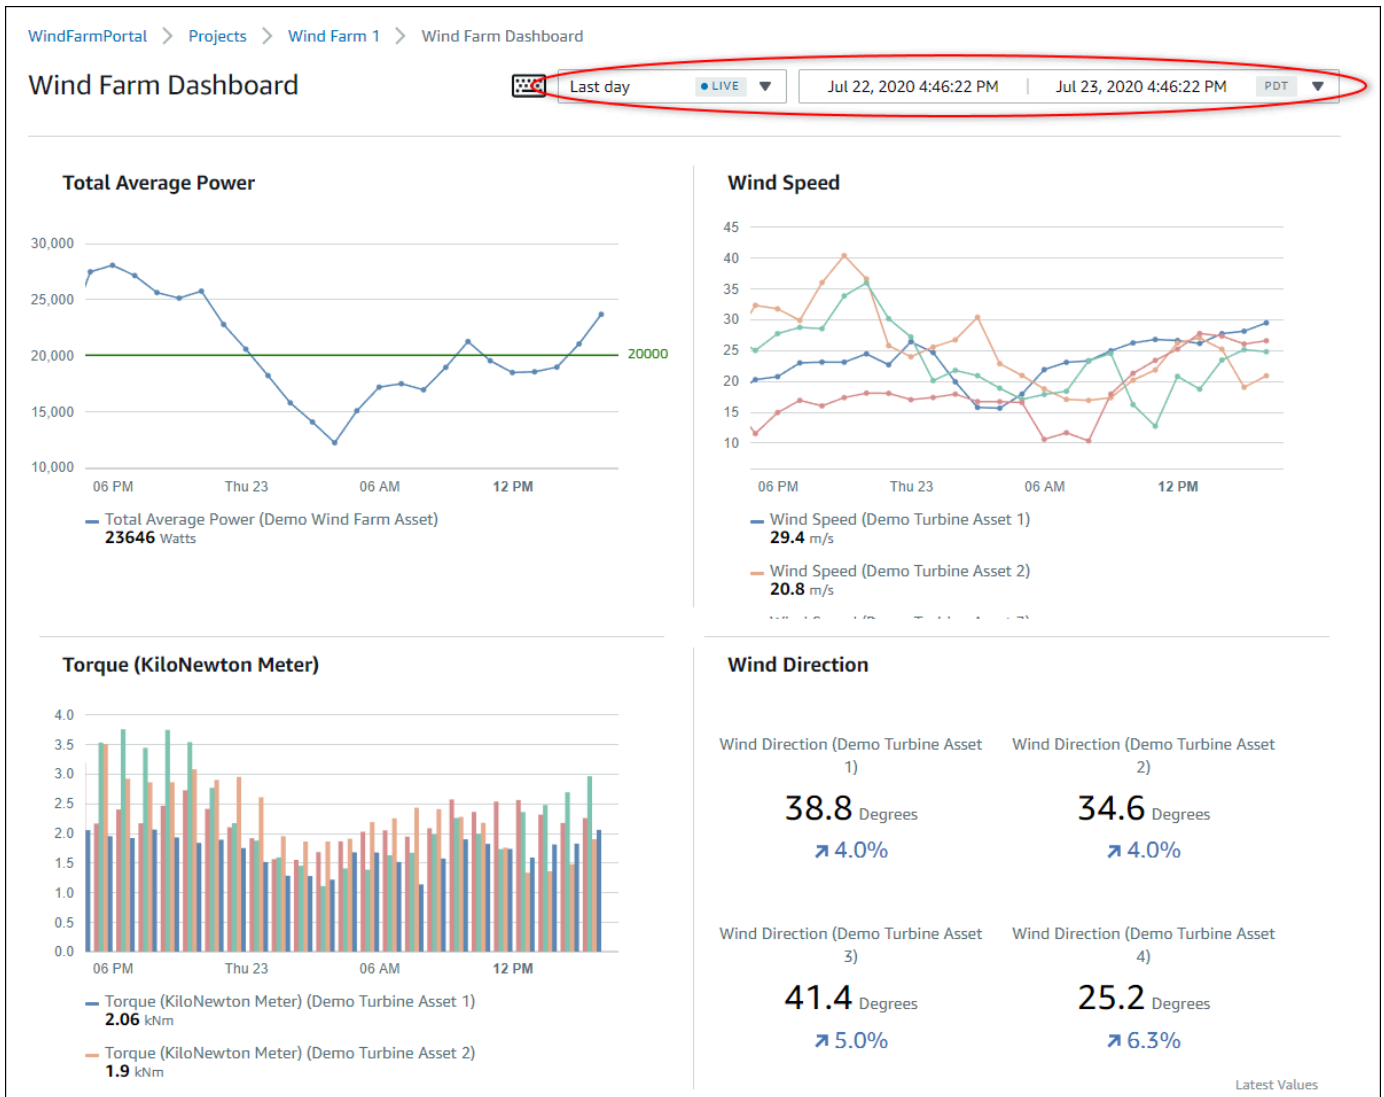 WindFarmPortal > Projects > Wind Farm 1 > Wind Farm Dashboard
Wind Farm Dashboard
Last day LIVE
Jul 22, 2020 4:46:22 PM | Jul 23, 2020 4:46:22 PM PDT
Total Average Power
30,000
25,000
20,000
15,000
10,000
20000
06 PM Thu 23 06 AM 12 PM
Total Average Power (Demo Wind Farm Asset)
23646 Watts
Wind Speed
45
40
35
30
25
20
15
10
06 PM Thu 23 06 AM 12 PM
Wind Speed (Demo Turbine Asset 1)
29.4 m/s
Wind Speed (Demo Turbine Asset 2)
20.8 m/s
Torque (KiloNewton Meter)
4.0
3.5
3.0
2.5
2.0
1.5
1.0
0.5
0.0
06 PM Thu 23 06 AM 12 PM
Torque (KiloNewton Meter) (Demo Turbine Asset 1)
2.06 kNm
Torque (KiloNewton Meter) (Demo Turbine Asset 2)
1.9 kNm
Wind Direction
Wind Direction (Demo Turbine Asset
1)
38.8 Degrees
4.0%
Wind Direction (Demo Turbine Asset
2)
34.6 Degrees
4.0%
Wind Direction (Demo Turbine Asset
3)
41.4 Degrees
5.0%
Wind Direction (Demo Turbine Asset
4)
25.2 Degrees
6.3%
Latest Values